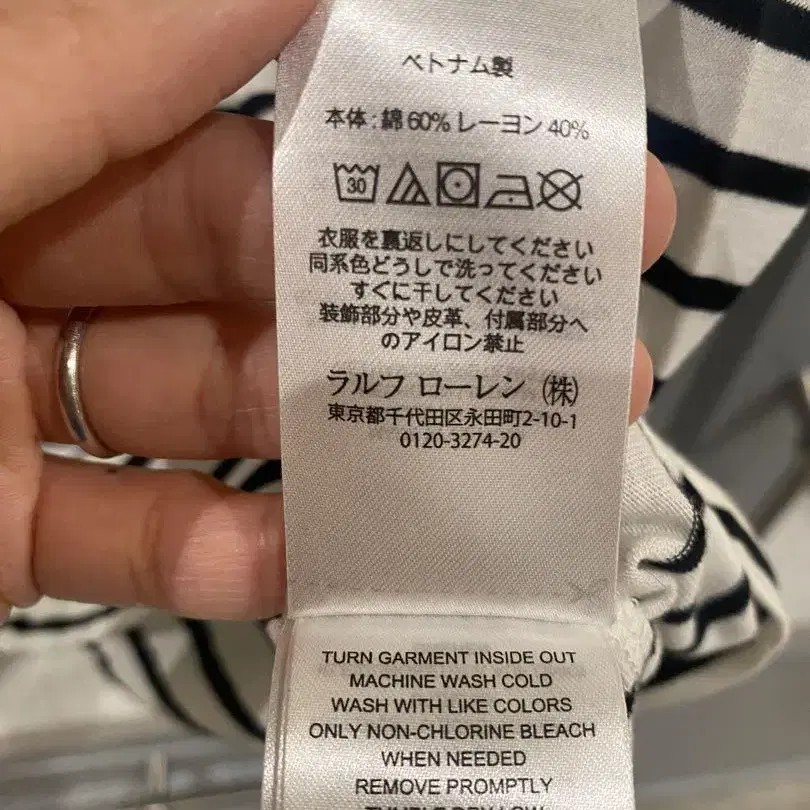 ベトナム製
本体:綿60% レーヨン 40%
30
衣服を裏返しにしてください
同系色どうしで洗ってください
すぐに干してください
装飾部分や皮革、付属部分へ
のアイロン禁止
ラルフ ローレン ㈱
東京都千代田区永田町2-10-1
0120-3274-20
TURN GARMENT INSIDE OUT
MACHINE WASH COLD
WASH WITH LIKE COLORS
ONLY NON-CHLORINE BLEACH
WHEN NEEDED
REMOVE PROMPTLY